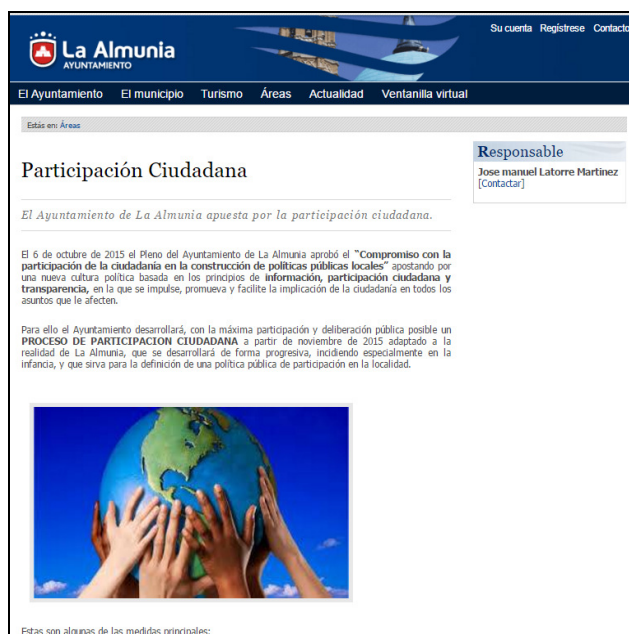 La Almunia
AYUNTAMIENTO
Su cuenta Regístrese Contacto
El Ayuntamiento El municipio Turismo Áreas Actualidad Ventanilla virtual
Estás en: Áreas
Participación Ciudadana
El Ayuntamiento de La Almunia apuesta por la participación ciudadana.
El 6 de octubre de 2015 el Pleno del Ayuntamiento de La Almunia aprobó el "Compromiso con la
participación de la ciudadanía en la construcción de políticas públicas locales" apostando por
una nueva cultura política basada en los principios de información, participación ciudadana y
transparencia, en la que se impulse, promueva y facilite la implicación de la ciudadanía en todos los
asuntos que le afecten.
Para ello el Ayuntamiento desarrollará, con la máxima participación y deliberación pública posible un
PROCESO DE PARTICIPACION CIUDADANA a partir de noviembre de 2015 adaptado a la
realidad de La Almunia, que se desarrollará de forma progresiva, incidiendo especialmente en la
infancia, y que sirva para la definición de una política pública de participación en la localidad.
Estas son algunas de las medidas principales:
Responsable
Jose manuel Latorre Martinez
[Contactar]